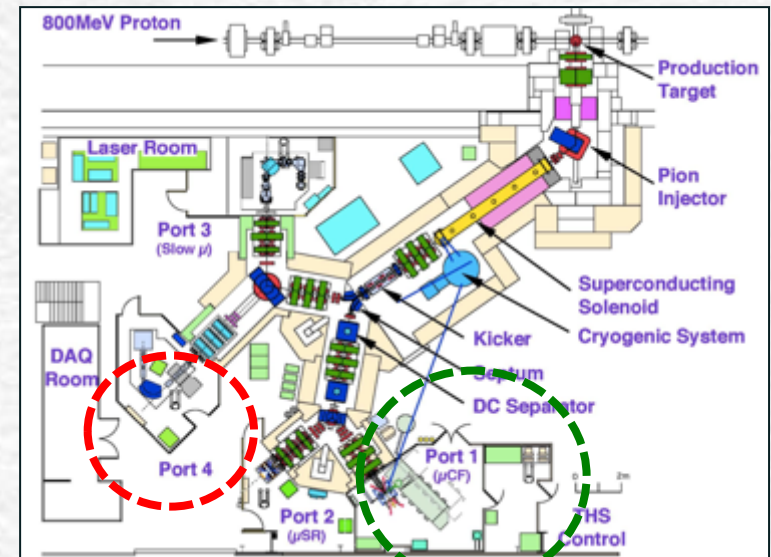 800MeV Proton
Production
Target
Laser Room
Pion
Injector
Port 3
(Slow μ)
Superconducting
Solenoid
Kicker
Cryogenic System
DAQ
Room
Septum
DC Separator
Port 4
Port 1
(μCF)
0 2m
Port 2
(μSR)
THS
Control